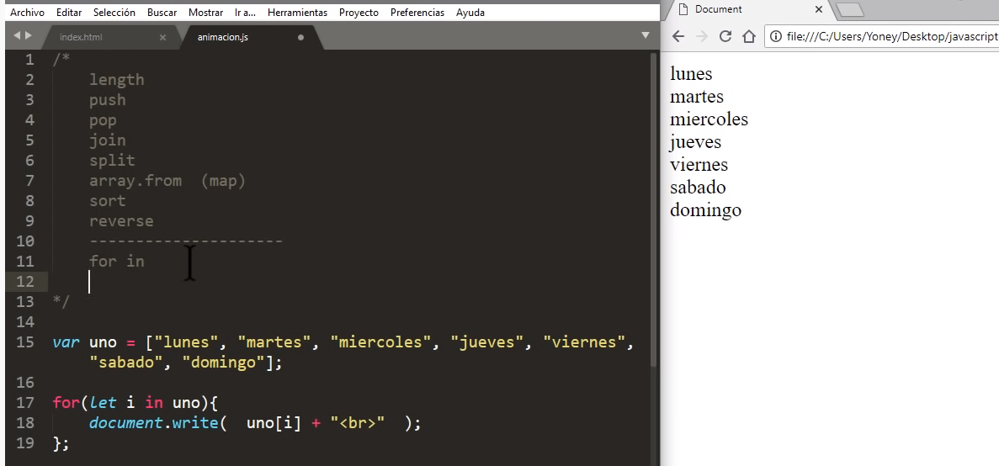 Archivo Editar Selección Buscar Mostrar Ir a... Herramientas Proyecto Preferencias Ayuda
index.html animacion.js
1 /*
2 length
3 push
4 pop
5 join
6 split
7 array.from (map)
8 sort
9 reverse
10 ---------------------
11 for in
12
13 */
14
15 var uno = ["lunes", "martes", "miercoles", "jueves", "viernes",
"sabado", "domingo"];
16
17 for(let i in uno){
18 document.write( uno[i] + "<br>" );
19 };
Document
file:///C:/Users/Yoney/Desktop/javascript
lunes
martes
miercoles
jueves
viernes
sabado
domingo